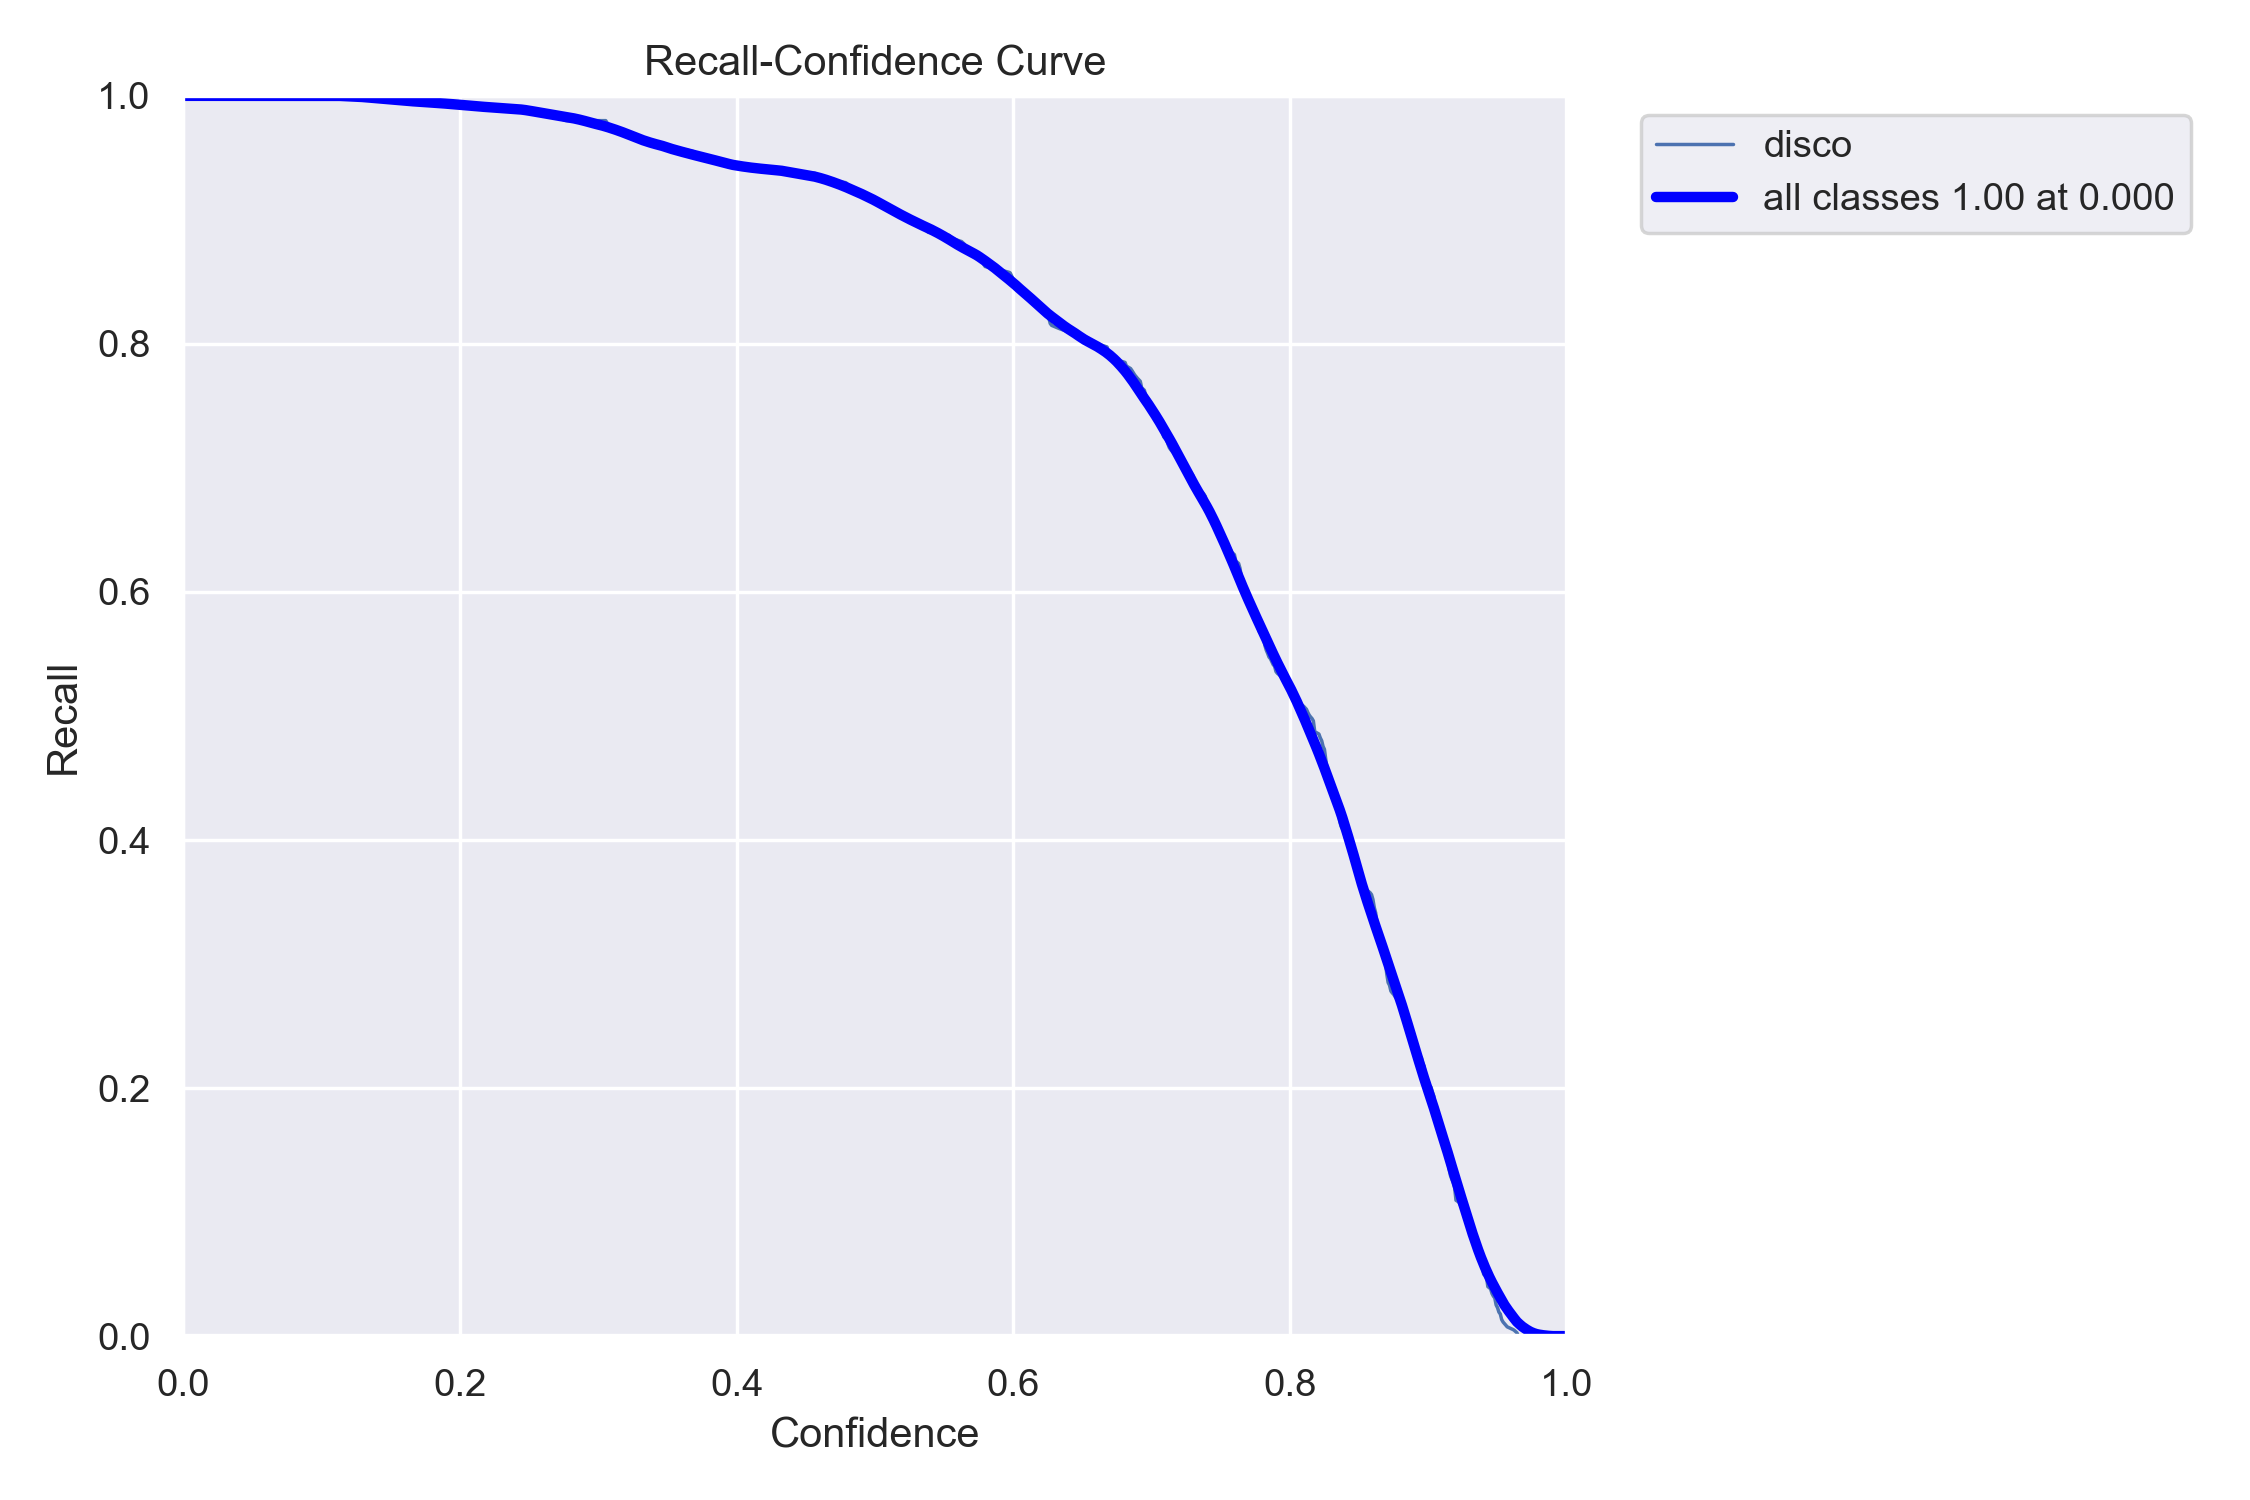 Recall-Confidence Curve
1.0
0.8
0.6
0.4
0.2
0.0
Recall
0.0 0.2 0.4 0.6 0.8 1.0
Confidence
disco
all classes 1.00 at 0.000